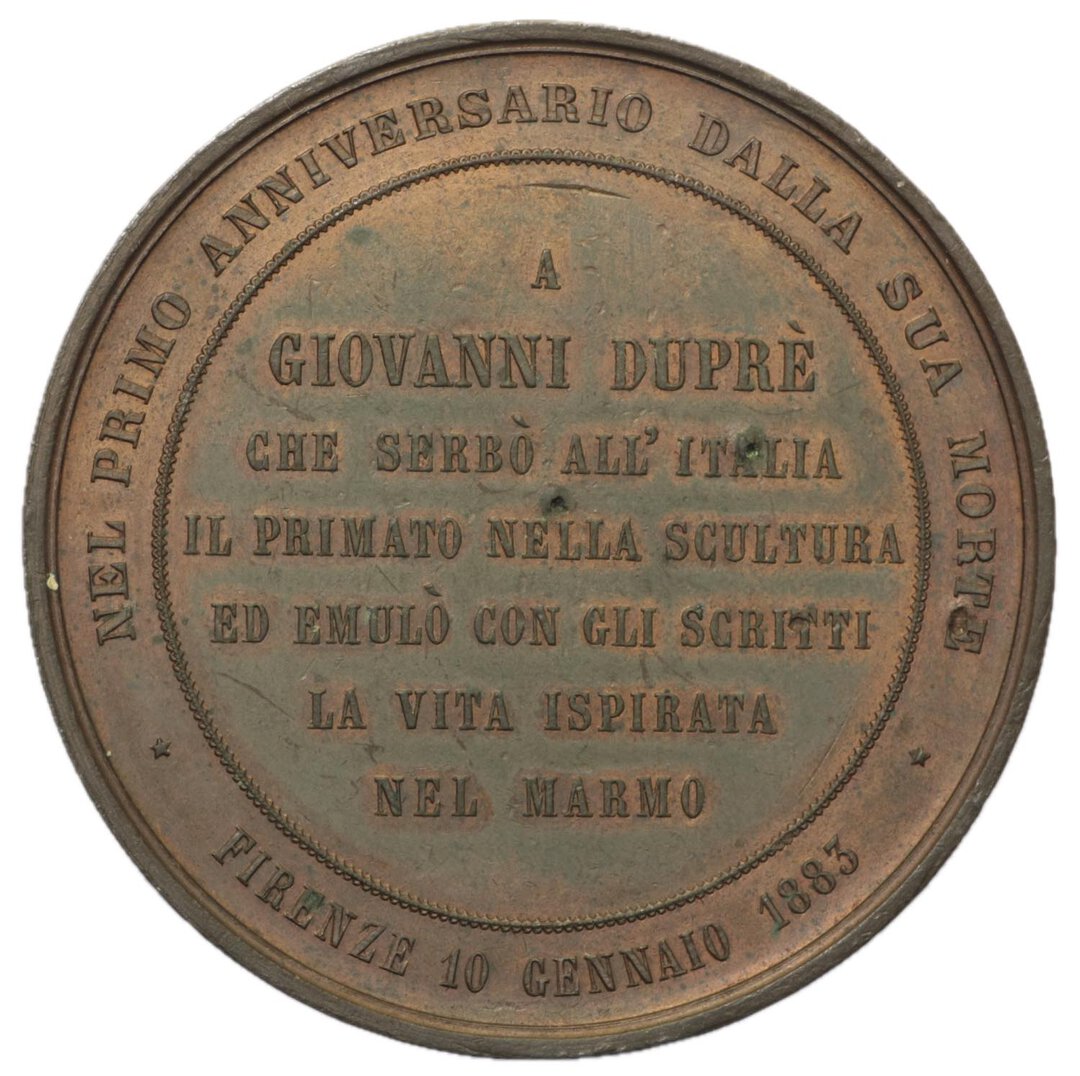 NEL PRIMO ANNIVERSARIO DALLA SUA MORTE
A
GIOVANNI DUPRÈ
CHE SERBÒ ALL'ITALIA
IL PRIMATO NELLA SCULTURA
ED EMULÒ CON GLI SCRITTI
LA VITA ISPIRATA
NEL MARMO
FIRENZE 10 GENNAIO 1883